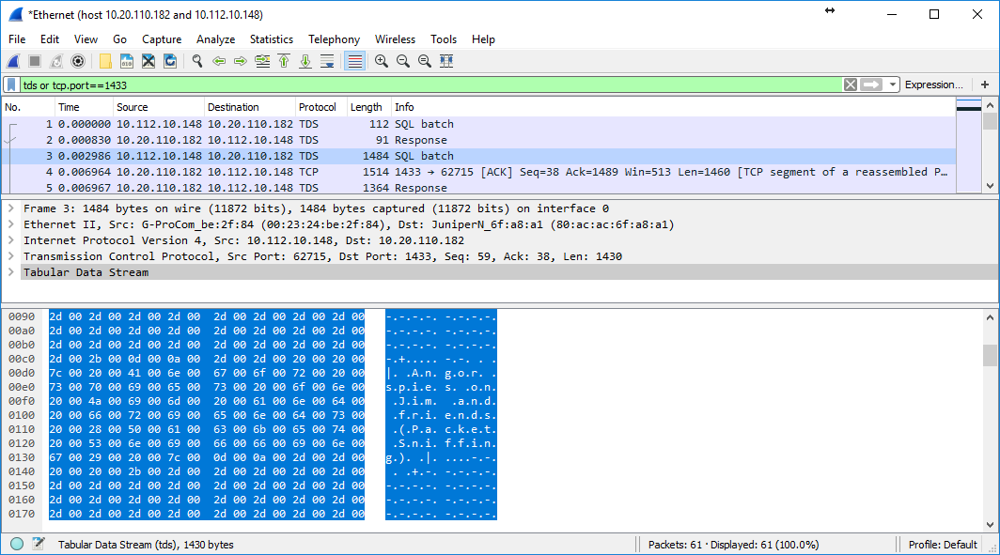 *Ethernet (host 10.20.110.182 and 10.112.10.148)
File Edit View Go Capture Analyze Statistics Telephony Wireless Tools Help
tds or tcp.port==1433 Expression... +
No. Time Source Destination Protocol Length Info
1 0.000000 10.112.10.148 10.20.110.182 TDS 112 SQL batch
2 0.000830 10.20.110.182 10.112.10.148 TDS 91 Response
3 0.002986 10.112.10.148 10.20.110.182 TDS 1484 SQL batch
4 0.006964 10.20.110.182 10.112.10.148 TCP 1514 1433 → 62715 [ACK] Seq=38 Ack=1489 Win=513 Len=1460 [TCP segment of a reassembled P…
5 0.006967 10.20.110.182 10.112.10.148 TDS 1364 Response
Frame 3: 1484 bytes on wire (11872 bits), 1484 bytes captured (11872 bits) on interface 0
Ethernet II, Src: G-ProCom_be:2f:84 (00:23:24:be:2f:84), Dst: JuniperN_6f:a8:a1 (80:ac:ac:6f:a8:a1)
Internet Protocol Version 4, Src: 10.112.10.148, Dst: 10.20.110.182
Transmission Control Protocol, Src Port: 62715, Dst Port: 1433, Seq: 59, Ack: 38, Len: 1430
Tabular Data Stream
0090 2d 00 2d 00 2d 00 2d 00 2d 00 2d 00 2d 00 2d 00 -.-.-.-. -.-.-.-.
00a0 2d 00 2d 00 2d 00 2d 00 2d 00 2d 00 2d 00 2d 00 -.-.-.-. -.-.-.-.
00b0 2d 00 2d 00 2d 00 2d 00 2d 00 2d 00 2d 00 2d 00 -.-.-.-. -.-.-.-.
00c0 2d 00 2b 00 0d 00 0a 00 2d 00 2d 00 20 00 20 00 -.+..... -.-. . .
00d0 7c 00 20 00 41 00 6e 00 67 00 6f 00 72 00 20 00 |. .A.n. g.o.r. .
00e0 73 00 70 00 69 00 65 00 73 00 20 00 6f 00 6e 00 s.p.i.e. s. .o.n.
00f0 20 00 4a 00 69 00 6d 00 20 00 61 00 6e 00 64 00 .J.i.m. .a.n.d.
0100 20 00 66 00 72 00 69 00 65 00 6e 00 64 00 73 00 .f.r.i. e.n.d.s.
0110 20 00 28 00 50 00 61 00 63 00 6b 00 65 00 74 00 .(.P.a. c.k.e.t.
0120 20 00 53 00 6e 00 69 00 66 00 66 00 69 00 6e 00 .S.n.i. f.f.i.n.
0130 67 00 29 00 20 00 7c 00 0d 00 0a 00 2d 00 2d 00 g.). .|. ....-.-.
0140 20 00 20 00 2b 00 2d 00 2d 00 2d 00 2d 00 2d 00 . .+.-. -.-.-.-.
0150 2d 00 2d 00 2d 00 2d 00 2d 00 2d 00 2d 00 2d 00 -.-.-.-. -.-.-.-.
0160 2d 00 2d 00 2d 00 2d 00 2d 00 2d 00 2d 00 2d 00 -.-.-.-. -.-.-.-.
0170 2d 00 2d 00 2d 00 2d 00 2d 00 2d 00 2d 00 2d 00 -.-.-.-. -.-.-.-.
Tabular Data Stream (tds), 1430 bytes Packets: 61 · Displayed: 61 (100.0%) Profile: Default